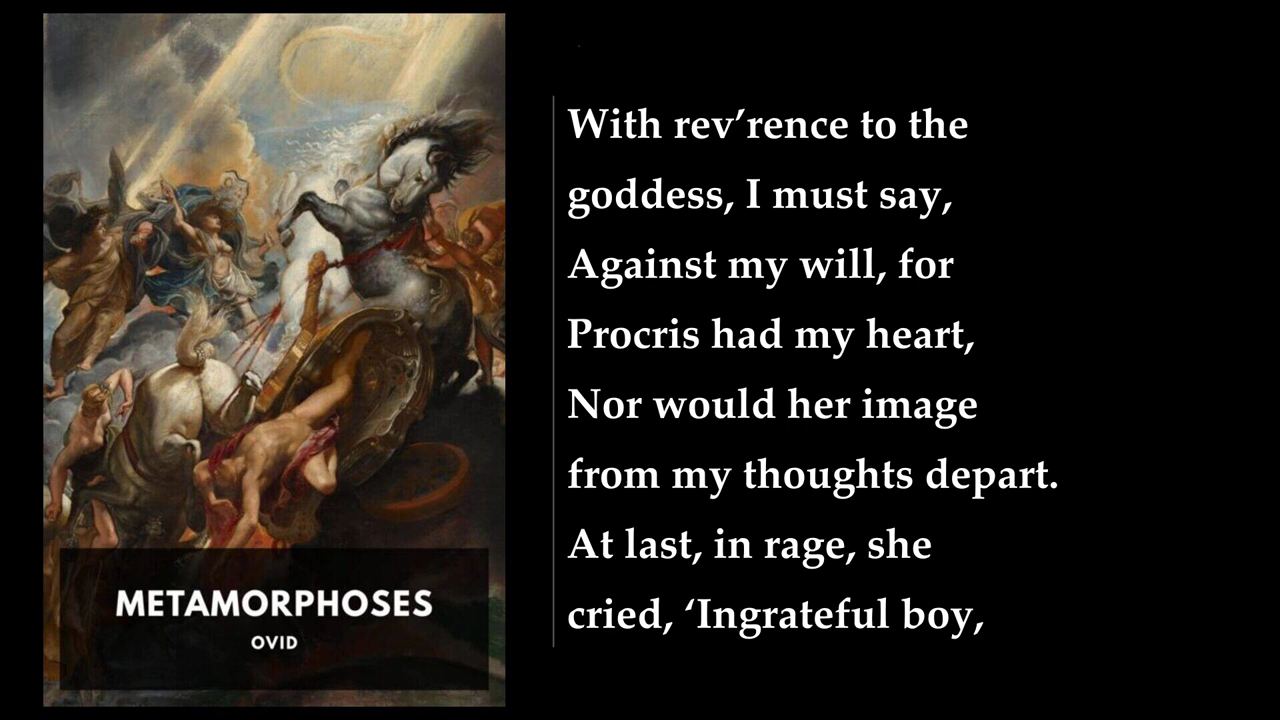 METAMORPHOSES
OVID
With rev’rence to the
goddess, I must say,
Against my will, for
Procris had my heart,
Nor would her image
from my thoughts depart.
At last, in rage, she
cried, ‘Ingrateful boy,